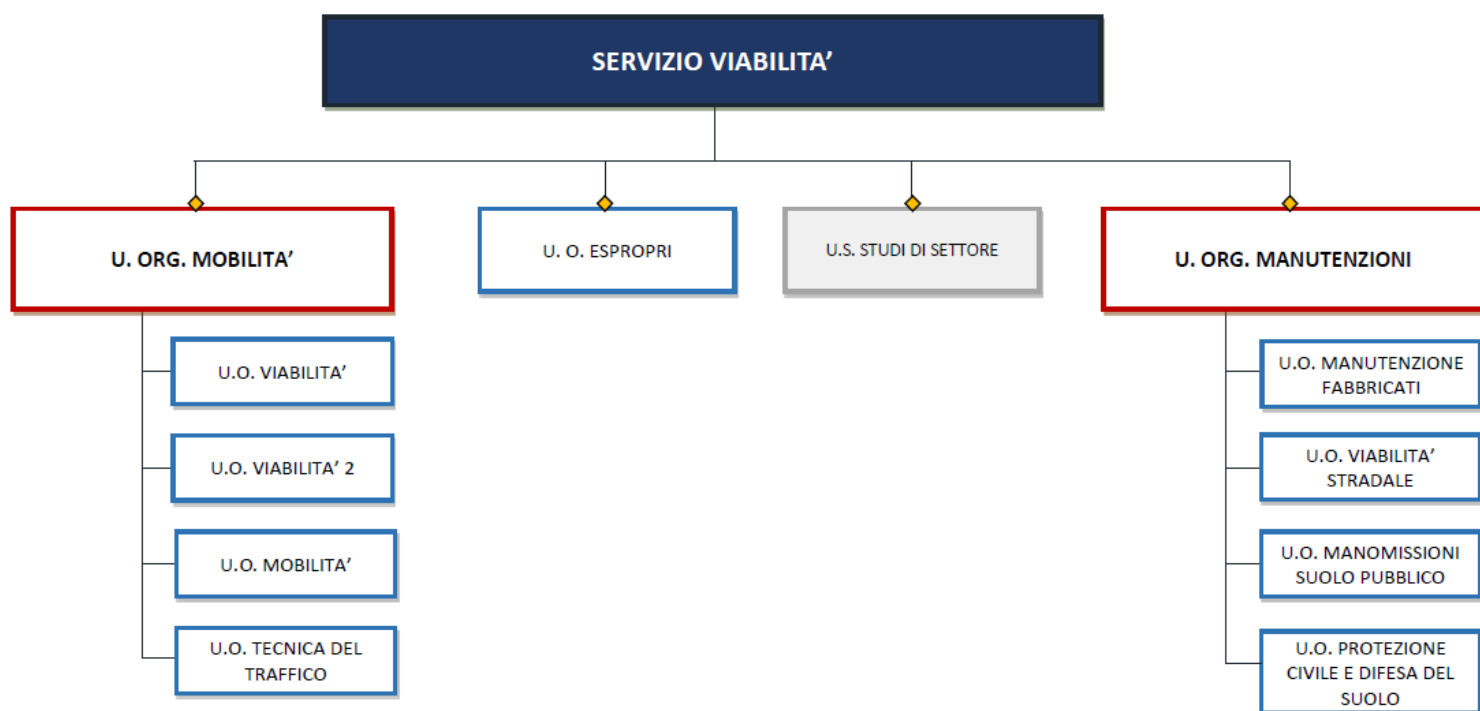 SERVIZIO VIABILITA’
U. ORG. MOBILITA’
U. O. ESPROPRI
U.S. STUDI DI SETTORE
U. ORG. MANUTENZIONI
U.O. VIABILITA’
U.O. VIABILITA’ 2
U.O. MOBILITA’
U.O. TECNICA DEL
TRAFFICO
U.O. MANUTENZIONE
FABBRICATI
U.O. VIABILITA’
STRADALE
U.O. MANOMISSIONI
SUOLO PUBBLICO
U.O. PROTEZIONE
CIVILE E DIFESA DEL
SUOLO